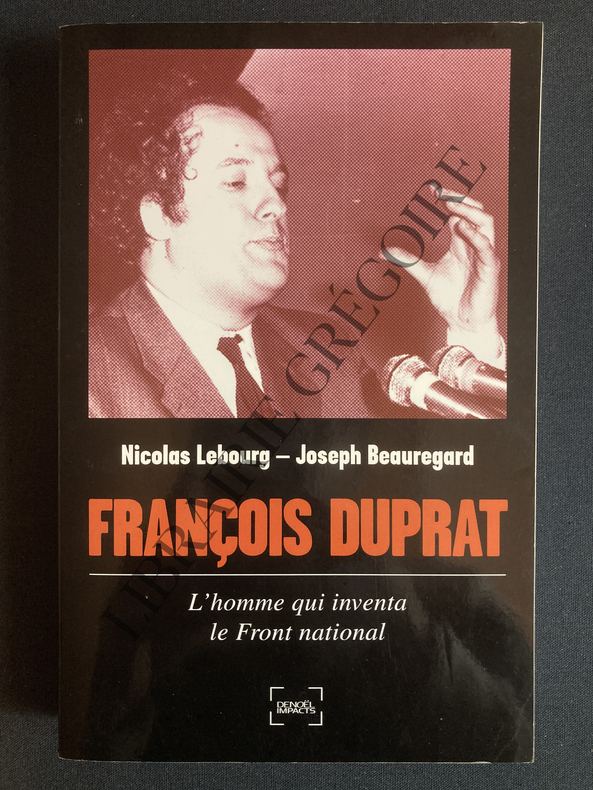 Nicolas Lebourg – Joseph Beauregard
FRANÇOIS DUPRAT
L'homme qui inventa
le Front national
DENOËL
IMPACTS
LIBRAIRIE GRÉGOIRE